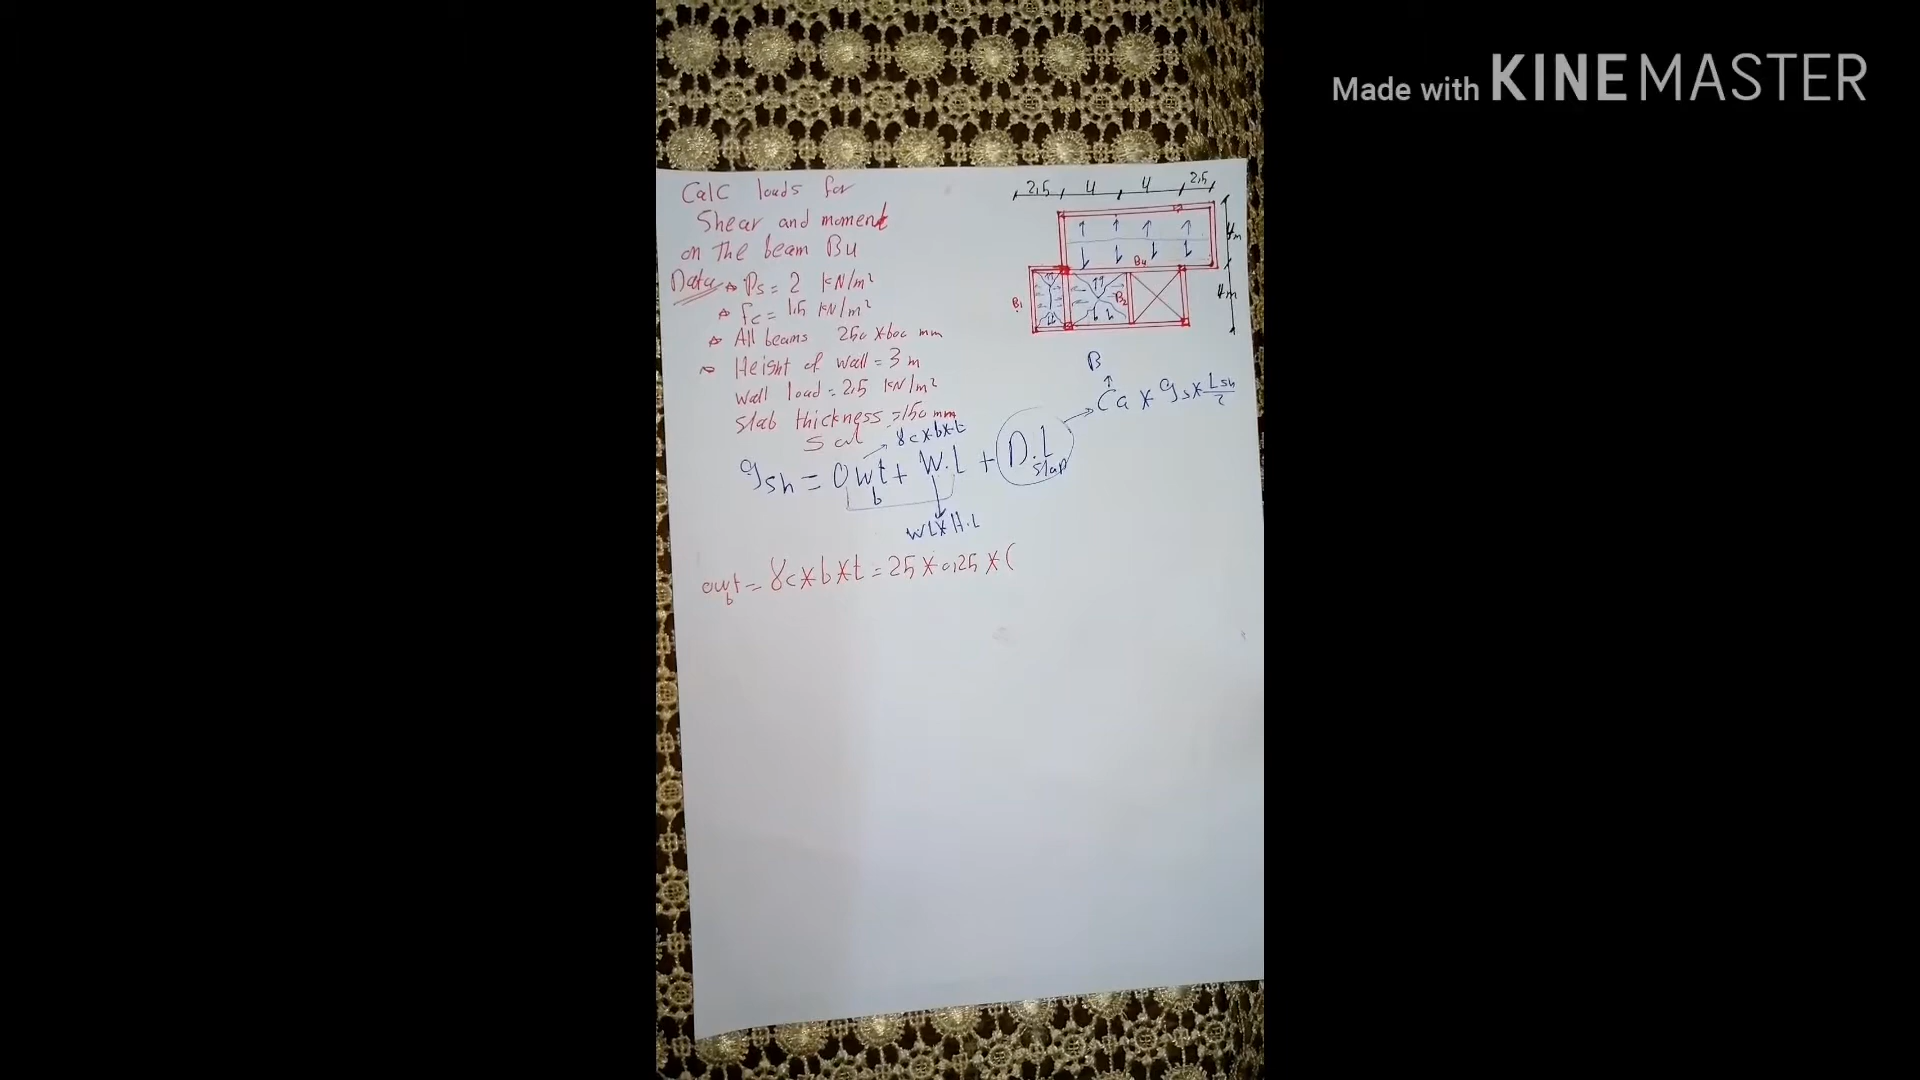 Made with KINEMASTER
Calc loads for
Shear and moment
on The beam B4
Data
Ps = 2 kN/m²
Fc = 1.5 kN/m²
All beams 250 x 600 mm
Height of wall = 3 m
wall load = 2,5 kN/m²
Slab thickness = 150 mm
Sol
γc*b*t
gsh = Owt b + W.L + D.L slab
WL*H.L
B
Ca * gs * Lsh/2
owt b = γc*b*t = 25*0,25*(
2,5 4 4 2,5
4m
B4
4m
B1
B2